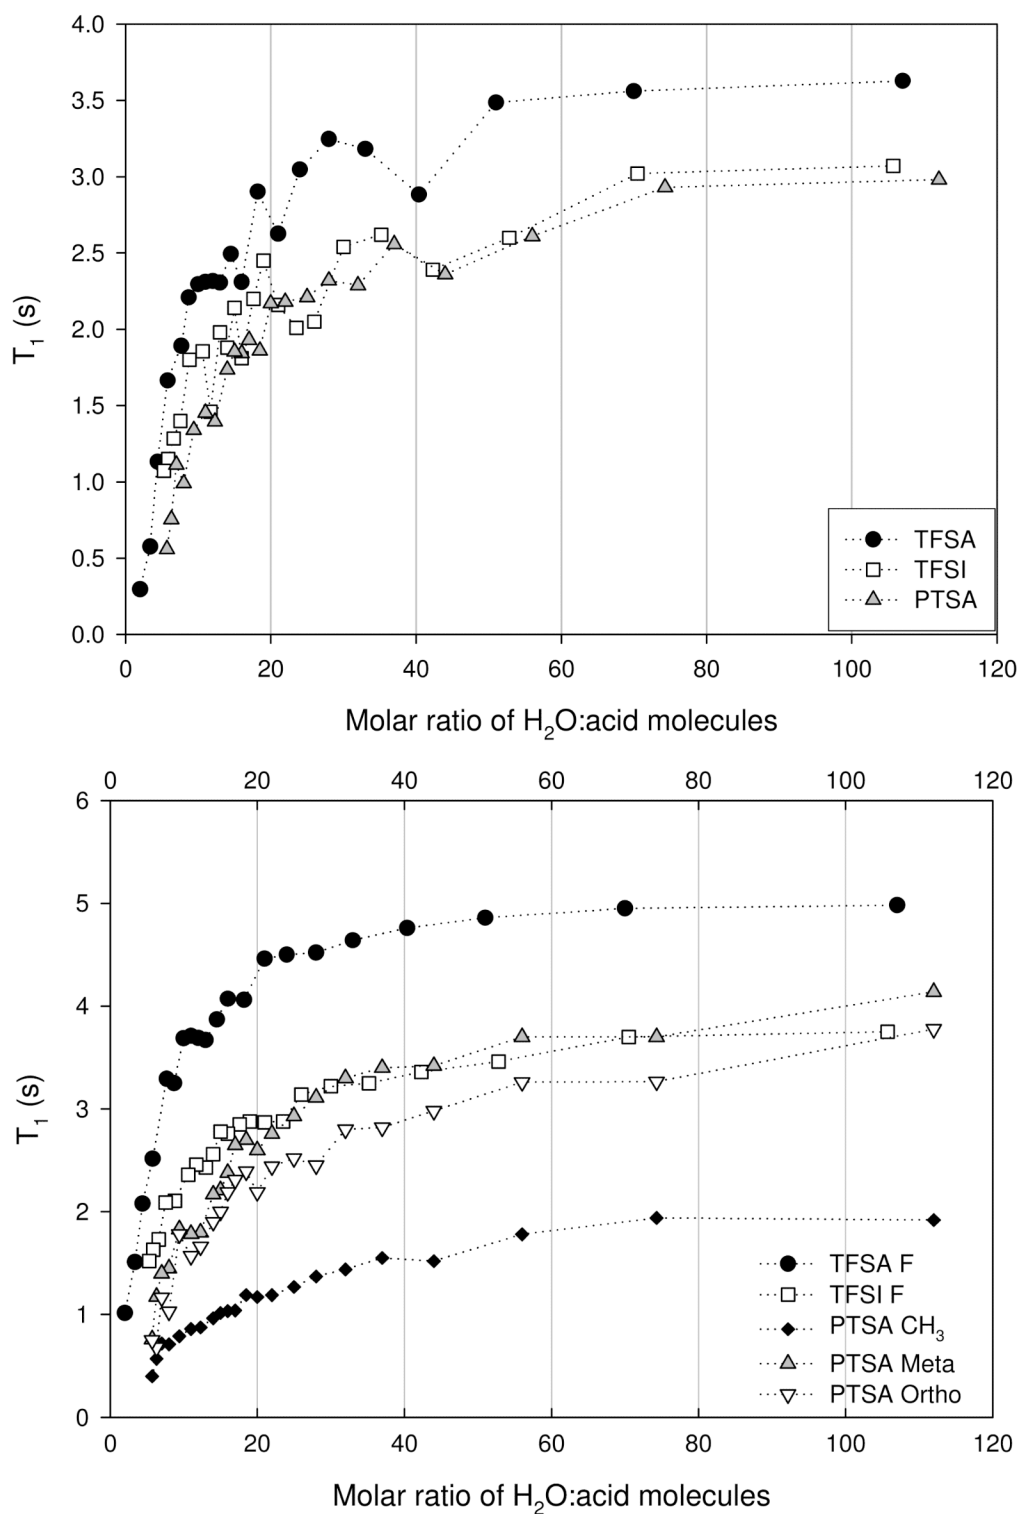 4.0
3.5
3.0
2.5
2.0
1.5
1.0
0.5
0.0
T₁ (s)
TFSA
TFSI
PTSA
0 20 40 60 80 100 120
Molar ratio of H₂O:acid molecules
0 20 40 60 80 100 120
6
5
4
3
2
1
0
T₁ (s)
TFSA F
TFSI F
PTSA CH₃
PTSA Meta
PTSA Ortho
0 20 40 60 80 100 120
Molar ratio of H₂O:acid molecules